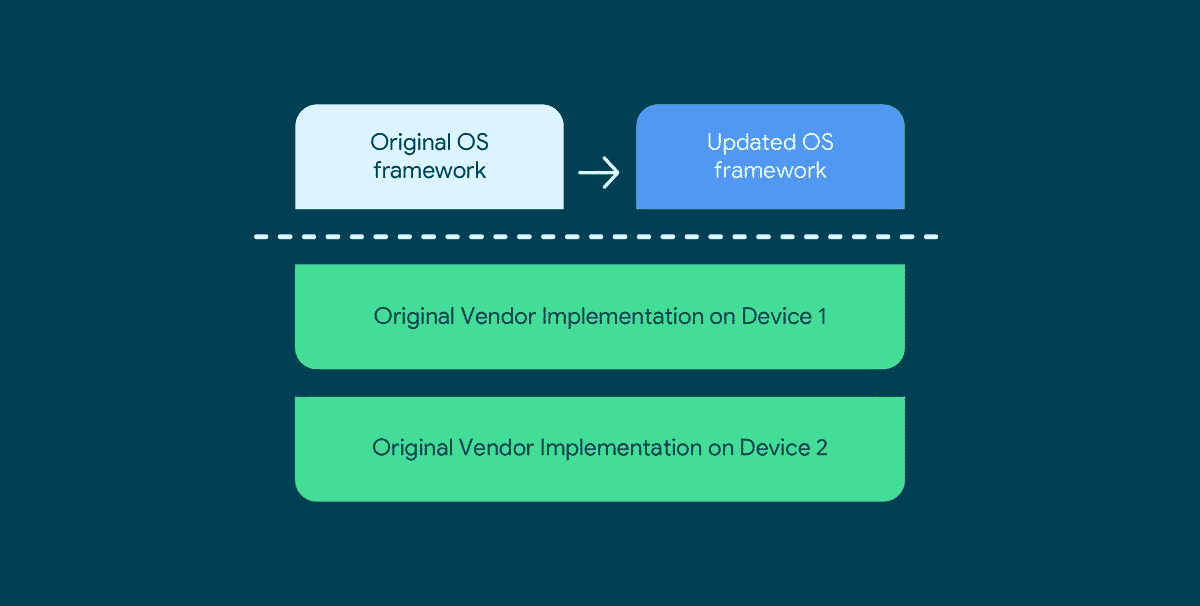 Original OS
framework
Updated OS
framework
Original Vendor Implementation on Device 1
Original Vendor Implementation on Device 2